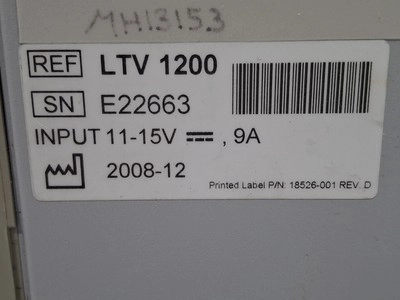 MH13153
REF LTV 1200
SN E22663
INPUT 11-15V , 9A
2008-12
Printed Label P/N: 18526-001 REV. D